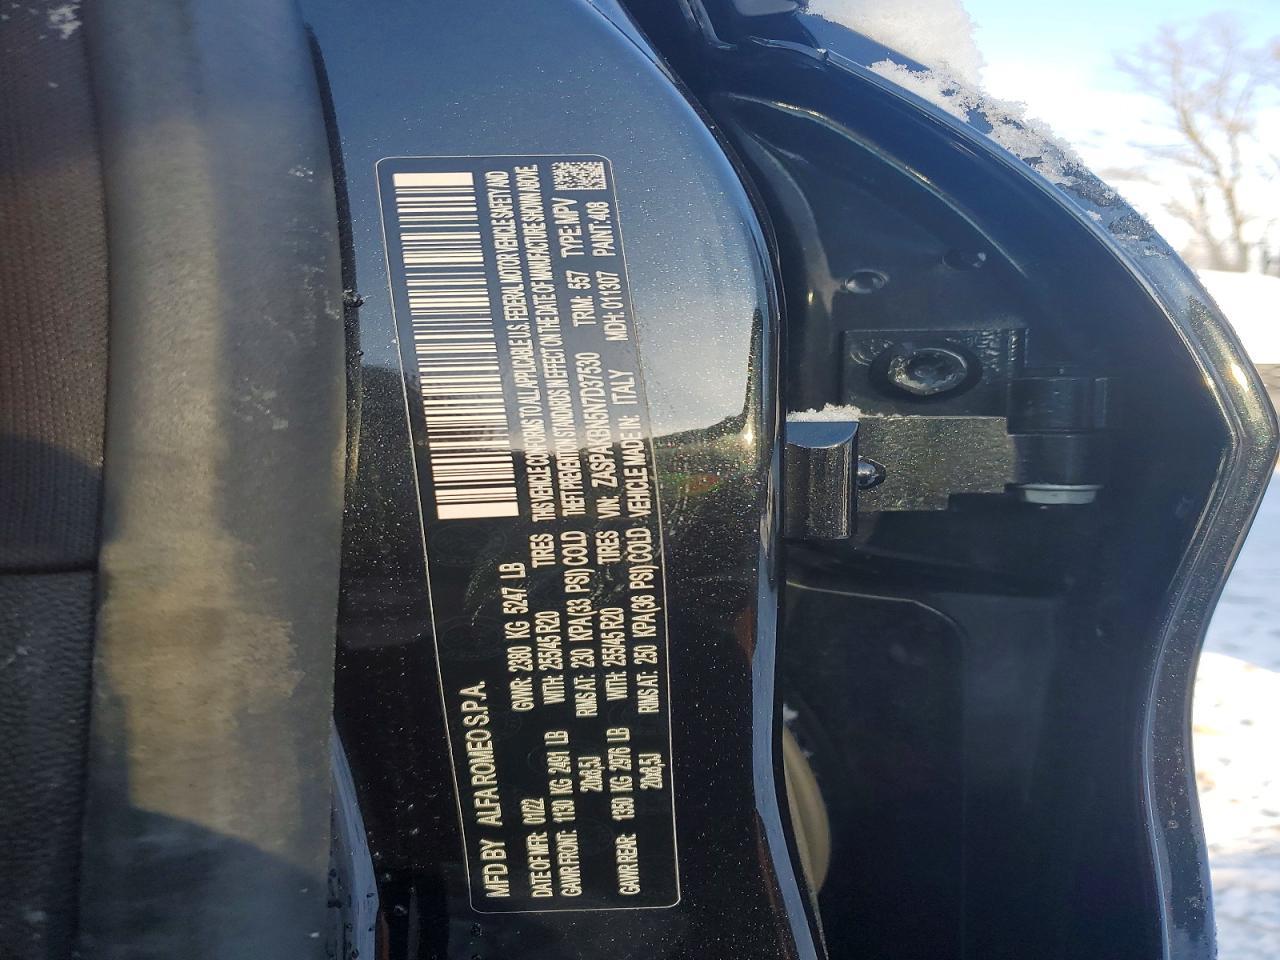 MFD BY ALFA ROMEO S.P.A.
DATE OF MFR: 01/22 GVWR: 2380 KG 5247 LB
GAWR FRONT: 1130 KG 2491 LB WITH: 255/45 R20 TIRES
20x8,5J RIMS AT: 230 KPA(33 PSI) COLD
GAWR REAR: 1350 KG 2976 LB WITH: 255/45 R20 TIRES
20x8,5J RIMS AT: 250 KPA(36 PSI) COLD
THIS VEHICLE CONFORMS TO ALL APPLICABLE U.S. FEDERAL MOTOR VEHICLE SAFETY AND
THEFT PREVENTION STANDARDS IN EFFECT ON THE DATE OF MANUFACTURE SHOWN ABOVE.
TRIM: 557 TYPE: MPV
VIN: ZASPAKBN5N7D37530
MDH: 011307 PAINT: 408
VEHICLE MADE IN: ITALY